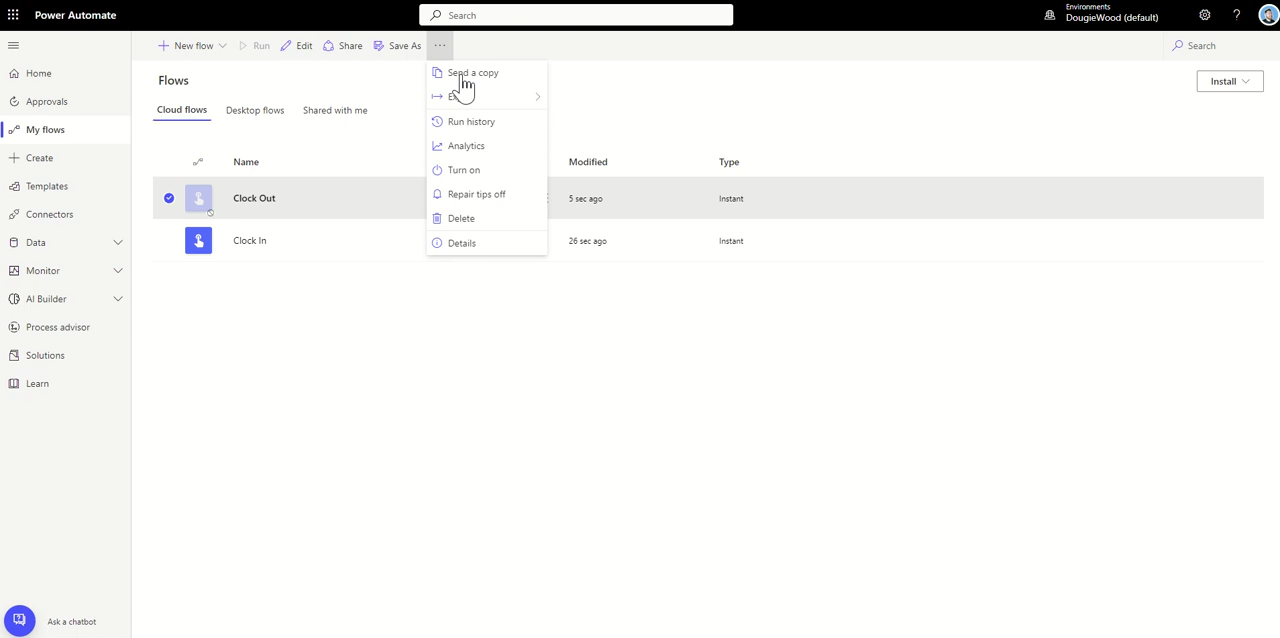 Power Automate
Search
Environments
DougieWood (default)
?
New flow
Run
Edit
Share
Save As
...
Search
Home
Approvals
My flows
Create
Templates
Connectors
Data
Monitor
AI Builder
Process advisor
Solutions
Learn
Ask a chatbot
Flows
Install
Cloud flows
Desktop flows
Shared with me
Name
Modified
Type
Clock Out
5 sec ago
Instant
Clock In
26 sec ago
Instant
Send a copy
Run history
Analytics
Turn on
Repair tips off
Delete
Details